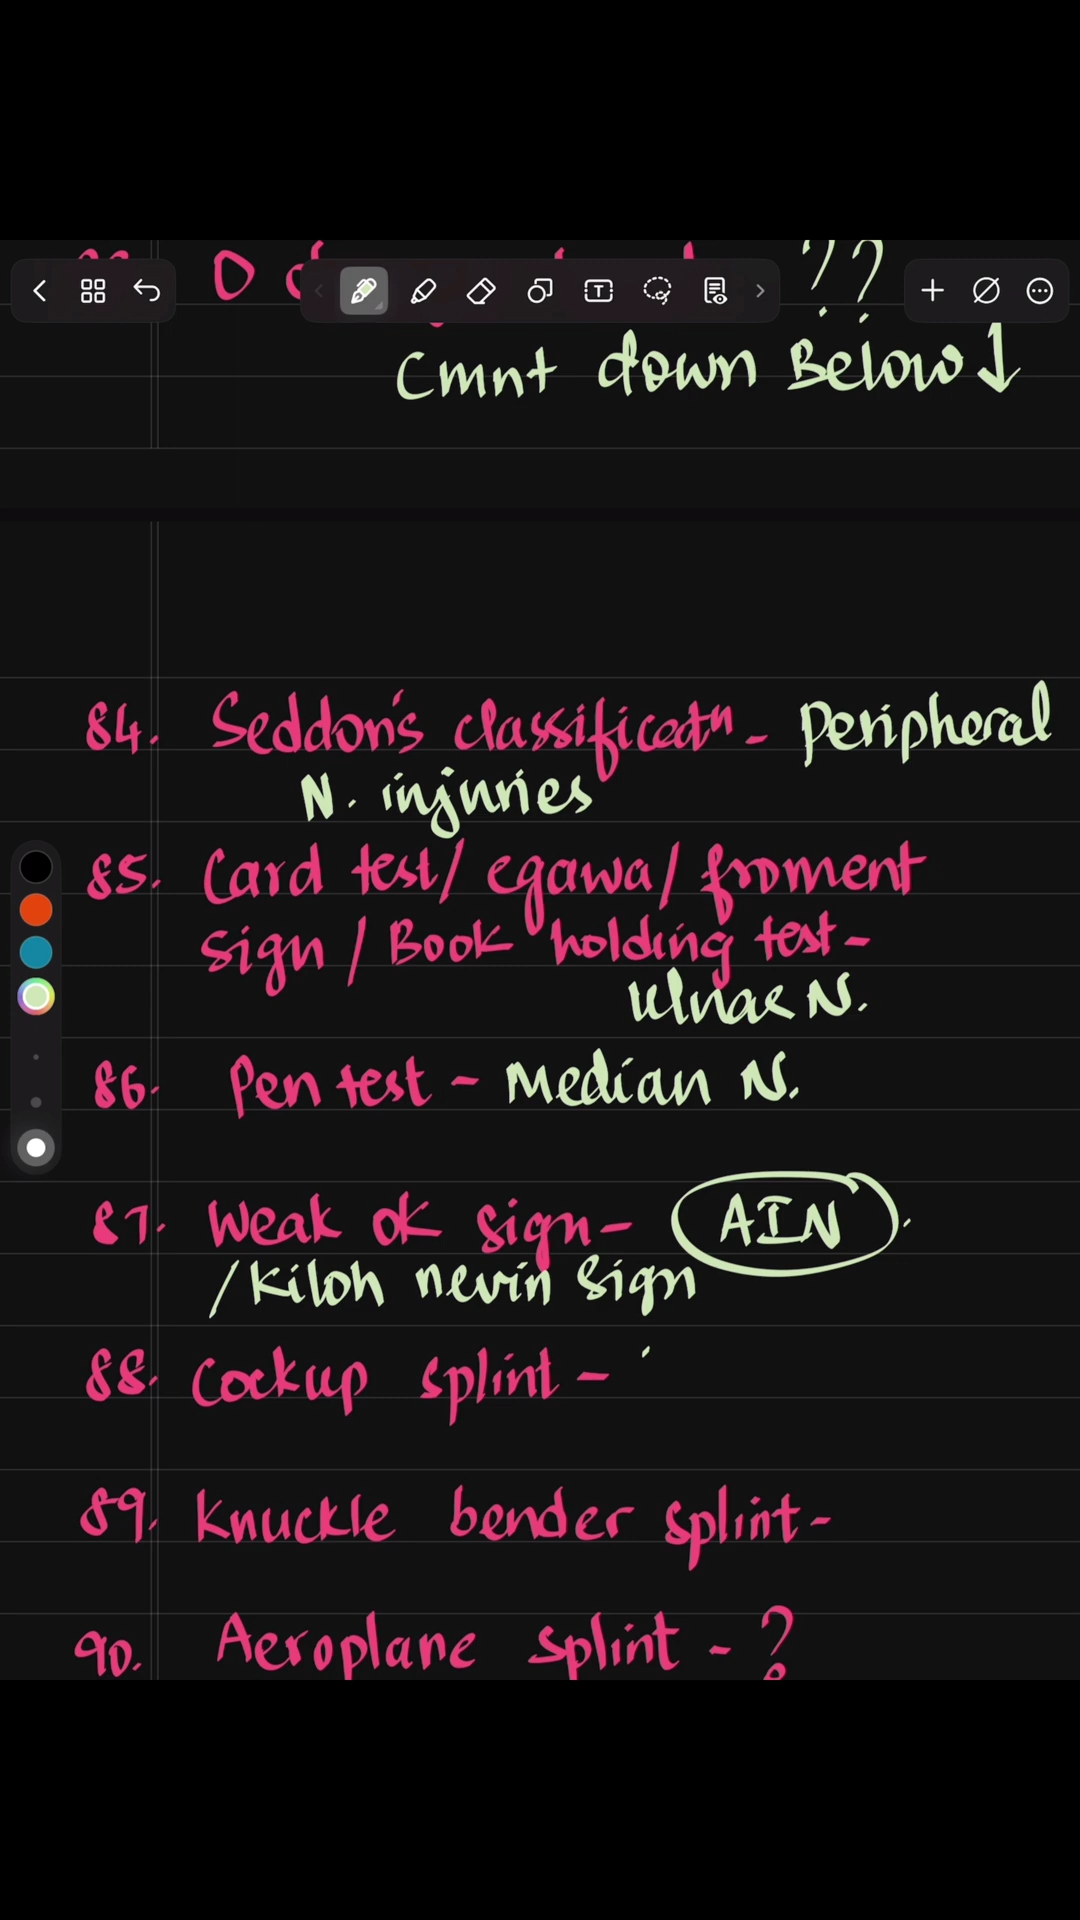 ??
Cmnt down Below ↓
84. Seddon's classificatn - Peripheral
N. injuries
85. Card test/ egawa/ froment
sign / Book holding test -
Ulnar N.
86. Pen test - Median N.
87. Weak OK sign - AIN.
/Kiloh nevin sign
88. Cockup splint -
89. Knuckle bender splint -
90. Aeroplane splint - ?